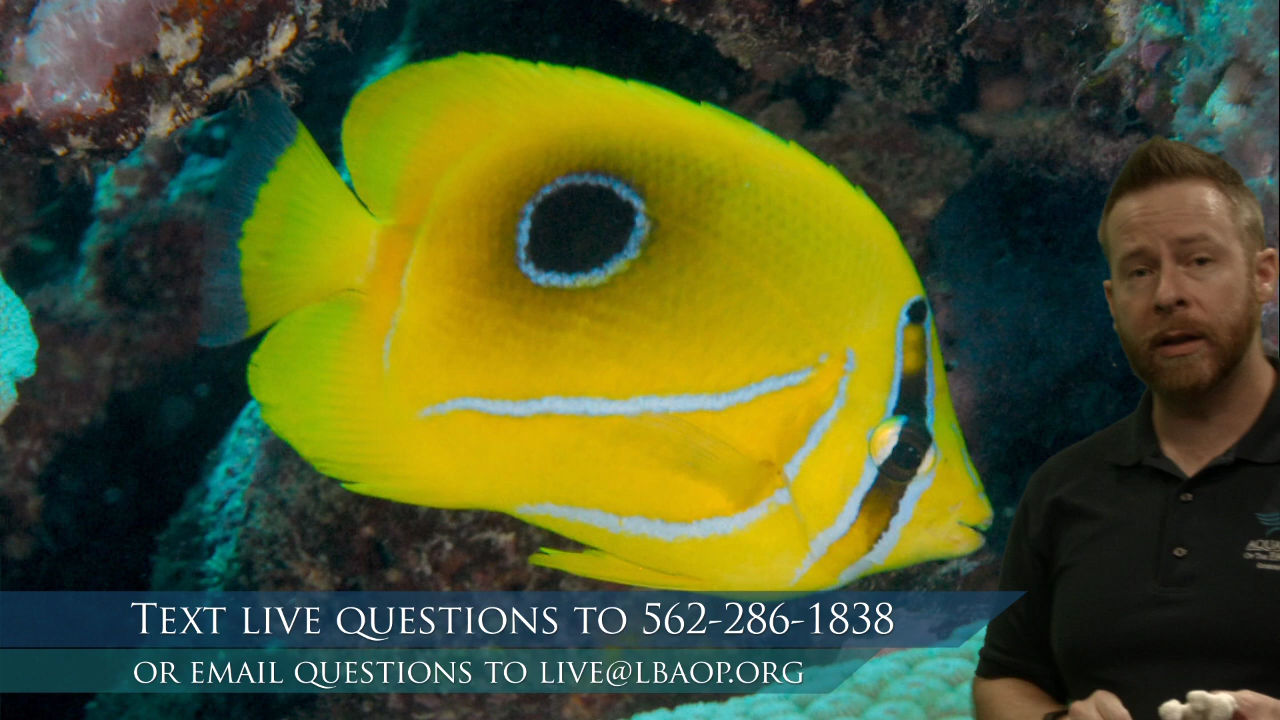 TEXT LIVE QUESTIONS TO 562-286-1838
OR EMAIL QUESTIONS TO LIVE@LBAOP.ORG